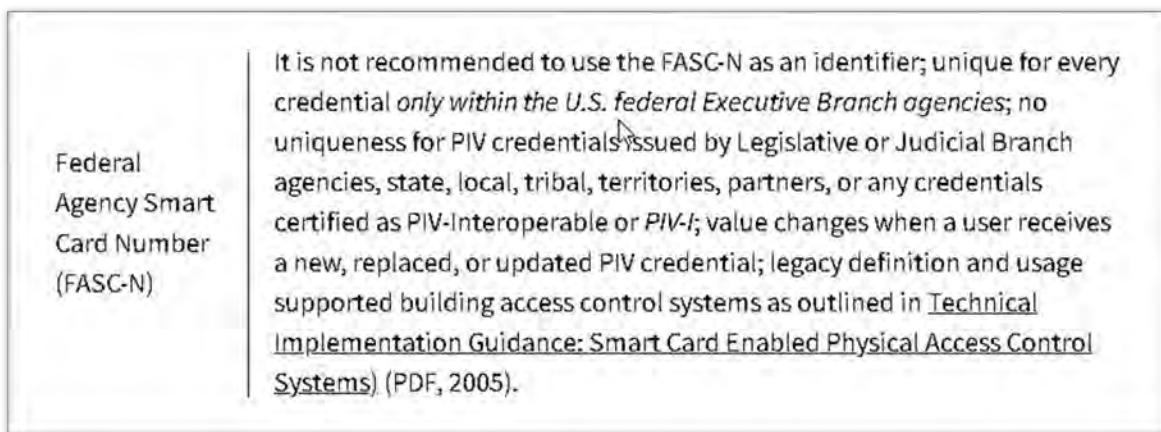 Federal
Agency Smart
Card Number
(FASC-N)
It is not recommended to use the FASC-N as an identifier; unique for every
credential only within the U.S. federal Executive Branch agencies; no
uniqueness for PIV credentials issued by Legislative or Judicial Branch
agencies, state, local, tribal, territories, partners, or any credentials
certified as PIV-Interoperable or PIV-I; value changes when a user receives
a new, replaced, or updated PIV credential; legacy definition and usage
supported building access control systems as outlined in Technical
Implementation Guidance: Smart Card Enabled Physical Access Control
Systems) (PDF, 2005).